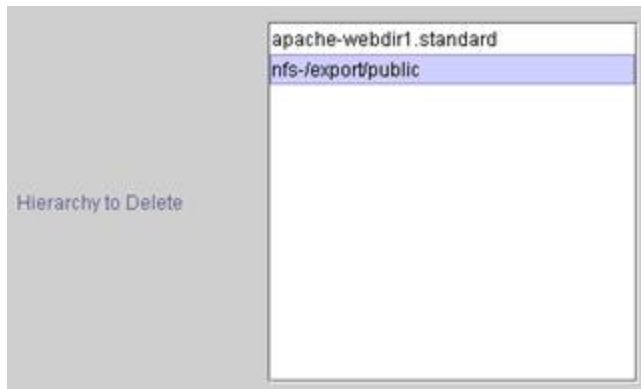 apache-webdir1.standard
nfs-/export/public
Hierarchy to Delete